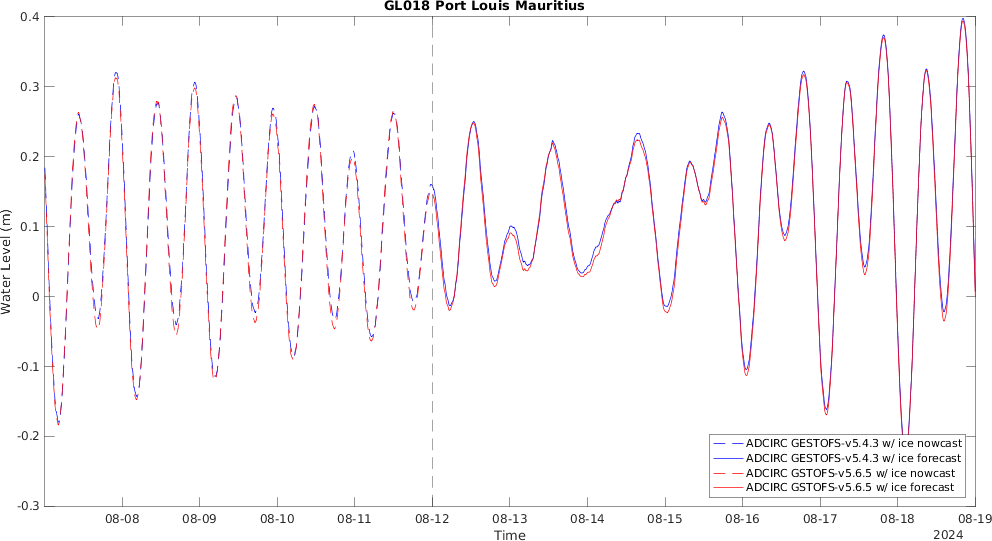 GL018 Port Louis Mauritius
Water Level (m)
0.4
0.3
0.2
0.1
0
-0.1
-0.2
-0.3
08-08 08-09 08-10 08-11 08-12 08-13 08-14 08-15 08-16 08-17 08-18 08-19
Time
2024
ADCIRC GESTOFS-v5.4.3 w/ ice nowcast
ADCIRC GESTOFS-v5.4.3 w/ ice forecast
ADCIRC GSTOFS-v5.6.5 w/ ice nowcast
ADCIRC GSTOFS-v5.6.5 w/ ice forecast